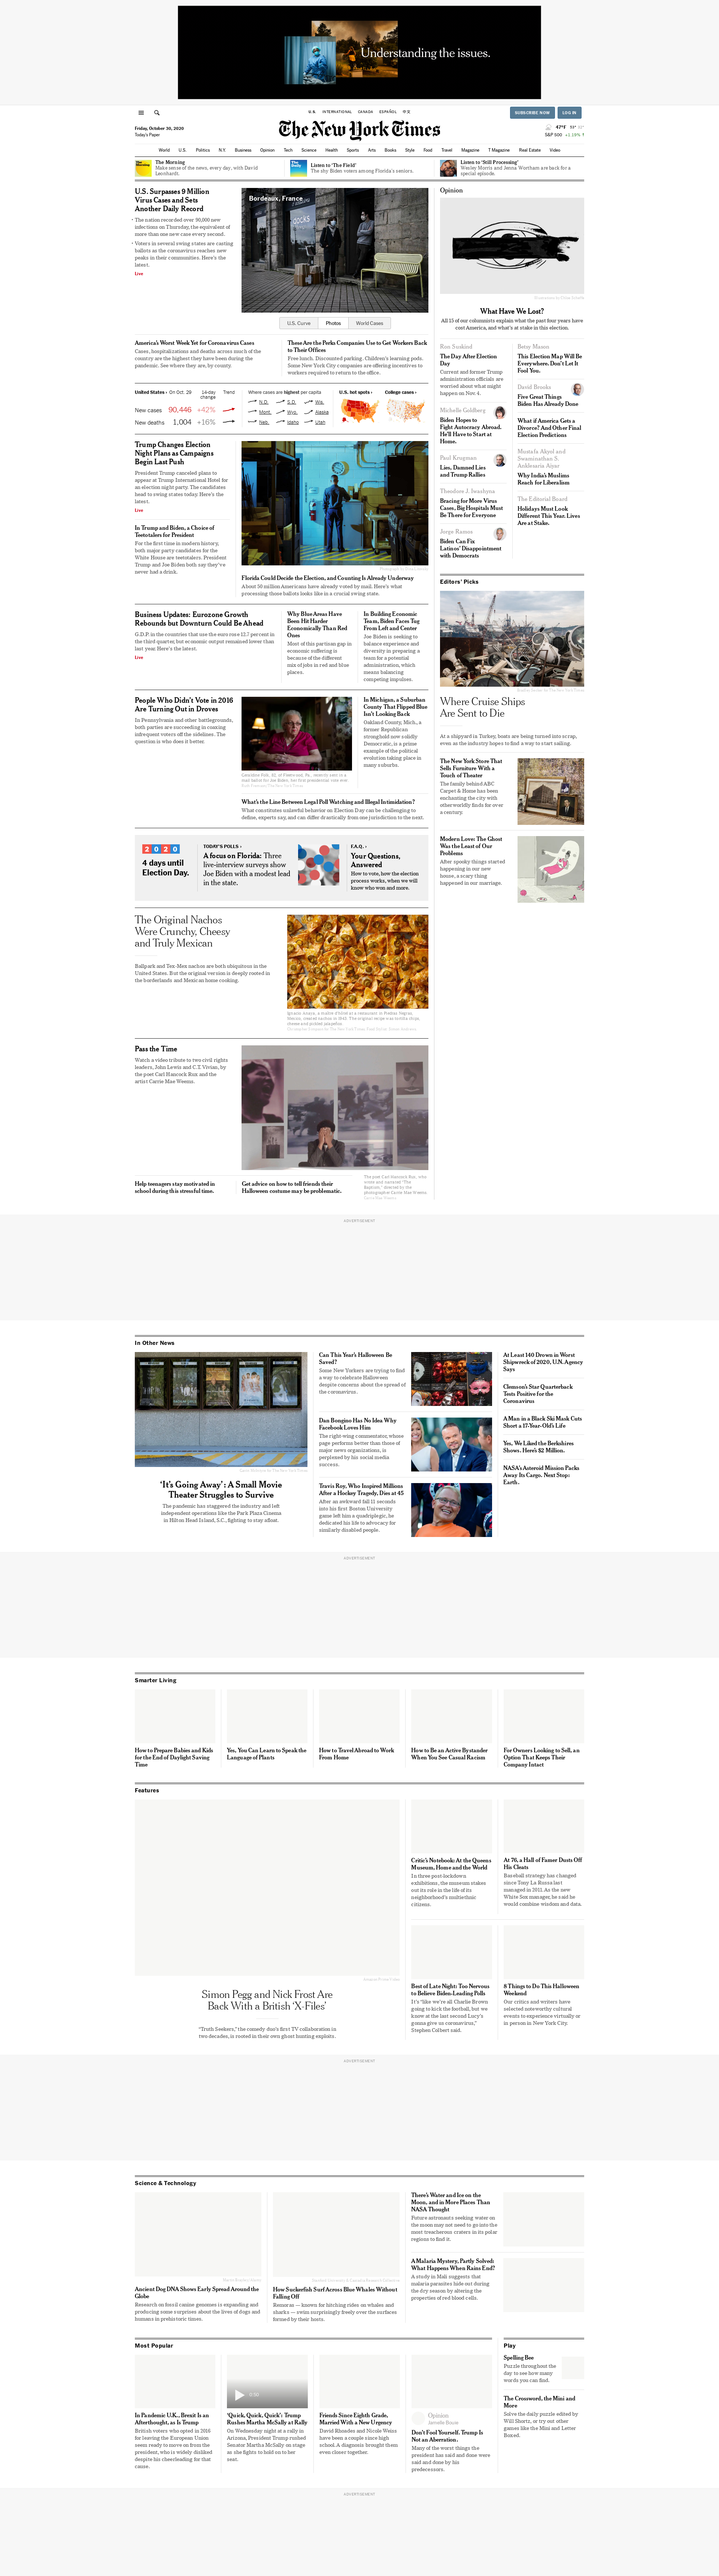 Understanding the issues.
U.S. INTERNATIONAL CANADA ESPAÑOL 中文
SUBSCRIBE NOW LOG IN
Friday, October 30, 2020
Today's Paper
The New York Times
47°F
S&P 500 +1.19% ↑
World U.S. Politics N.Y. Business Opinion Tech Science Health Sports Arts Books Style Food Travel Magazine T Magazine Real Estate Video
The Morning
Make sense of the news, every day, with David
Leonhardt.
Listen to 'The Field'
The shy Biden voters among Florida's seniors.
Listen to 'Still Processing'
Wesley Morris and Jenna Wortham are back for a
special episode.
U.S. Surpasses 9 Million
Virus Cases and Sets
Another Daily Record
• The nation recorded over 90,000 new
infections on Thursday, the equivalent of
more than one new case every second.
• Voters in several swing states are casting
ballots as the coronavirus reaches new
peaks in their communities. Here's the
latest.
Live
Bordeaux, France
U.S. Curve Photos World Cases
America's Worst Week Yet for Coronavirus Cases
Cases, hospitalizations and deaths across much of the
country are the highest they have been during the
pandemic. See where they are, by county.
These Are the Perks Companies Use to Get Workers Back
to Their Offices
Free lunch. Discounted parking. Children's learning pods.
Some New York City companies are offering incentives to
workers required to return to the office.
United States › On Oct. 29 14-day
change Trend
New cases 90,446 +42%
New deaths 1,004 +16%
Where cases are highest per capita
N.D. S.D. Wis.
Mont. Wyo. Alaska
Neb. Idaho Utah
U.S. hot spots ›
College cases ›
Trump Changes Election
Night Plans as Campaigns
Begin Last Push
President Trump canceled plans to
appear at Trump International Hotel for
an election night party. The candidates
head to swing states today. Here's the
latest.
Live
In Trump and Biden, a Choice of
Teetotalers for President
For the first time in modern history,
both major party candidates for the
White House are teetotalers. President
Trump and Joe Biden both say they've
never had a drink.
Florida Could Decide the Election, and Counting Is Already Underway
About 50 million Americans have already voted by mail. Here's what
processing those ballots looks like in a crucial swing state.
Business Updates: Eurozone Growth
Rebounds but Downturn Could Be Ahead
G.D.P. in the countries that use the euro rose 12.7 percent in
the third quarter, but economic output remained lower than
last year. Here's the latest.
Live
Why Blue Areas Have
Been Hit Harder
Economically Than Red
Ones
Most of this partisan gap in
economic suffering is
because of the different
mix of jobs in red and blue
places.
In Building Economic
Team, Biden Faces Tug
From Left and Center
Joe Biden is seeking to
balance experience and
diversity in preparing a
team for a potential
administration, which
means balancing
competing impulses.
People Who Didn't Vote in 2016
Are Turning Out in Droves
In Pennsylvania and other battlegrounds,
both parties are succeeding in coaxing
infrequent voters off the sidelines. The
question is who does it better.
In Michigan, a Suburban
County That Flipped Blue
Isn't Looking Back
Oakland County, Mich., a
former Republican
stronghold now solidly
Democratic, is a prime
example of the political
evolution taking place in
many suburbs.
What's the Line Between Legal Poll Watching and Illegal Intimidation?
What constitutes unlawful behavior on Election Day can be challenging to
define, experts say, and can differ drastically from one jurisdiction to the next.
2020
4 days until
Election Day.
TODAY'S POLLS ›
A focus on Florida: Three
live-interview surveys show
Joe Biden with a modest lead
in the state.
F.A.Q. ›
Your Questions,
Answered
How to vote, how the election
process works, when we will
know who won and more.
The Original Nachos
Were Crunchy, Cheesy
and Truly Mexican
Ballpark and Tex-Mex nachos are both ubiquitous in the
United States. But the original version is deeply rooted in
the borderlands and Mexican home cooking.
Pass the Time
Watch a video tribute to two civil rights
leaders, John Lewis and C.T. Vivian, by
the poet Carl Hancock Rux and the
artist Carrie Mae Weems.
Help teenagers stay motivated in
school during this stressful time.
Get advice on how to tell friends their
Halloween costume may be problematic.
Opinion
What Have We Lost?
All 15 of our columnists explain what the past four years have
cost America, and what's at stake in this election.
Ron Suskind
The Day After Election
Day
Current and former Trump
administration officials are
worried about what might
happen on Nov. 4.
Michelle Goldberg
Biden Hopes to
Fight Autocracy Abroad.
He'll Have to Start at
Home.
Paul Krugman
Lies, Damned Lies
and Trump Rallies
Theodore J. Iwashyna
Bracing for More Virus
Cases, Big Hospitals Must
Be There for Everyone
Jorge Ramos
Biden Can Fix
Latinos' Disappointment
with Democrats
Betsy Mason
This Election Map Will Be
Everywhere. Don't Let It
Fool You.
David Brooks
Five Great Things
Biden Has Already Done
What if America Gets a
Divorce? And Other Final
Election Predictions
Mustafa Akyol and
Swaminathan S.
Anklesaria Aiyar
Why India's Muslims
Reach for Liberalism
The Editorial Board
Holidays Must Look
Different This Year. Lives
Are at Stake.
Editors' Picks
Where Cruise Ships
Are Sent to Die
At a shipyard in Turkey, boats are being turned into scrap,
even as the industry hopes to find a way to start sailing.
The New York Store That
Sells Furniture With a
Touch of Theater
The family behind ABC
Carpet & Home has been
enchanting the city with
otherworldly finds for over
a century.
Modern Love: The Ghost
Was the Least of Our
Problems
After spooky things started
happening in our new
house, a scary thing
happened in our marriage.
ADVERTISEMENT
In Other News
'It's Going Away': A Small Movie
Theater Struggles to Survive
The pandemic has staggered the industry and left
independent operations like the Park Plaza Cinema
in Hilton Head Island, S.C., fighting to stay afloat.
Can This Year's Halloween Be
Saved?
Some New Yorkers are trying to find
a way to celebrate Halloween
despite concerns about the spread of
the coronavirus.
Dan Bongino Has No Idea Why
Facebook Loves Him
The right-wing commentator, whose
page performs better than those of
major news organizations, is
perplexed by his social media
success.
Travis Roy, Who Inspired Millions
After a Hockey Tragedy, Dies at 45
After an awkward fall 11 seconds
into his first Boston University
game left him a quadriplegic, he
dedicated his life to advocacy for
similarly disabled people.
At Least 140 Drown in Worst
Shipwreck of 2020, U.N. Agency
Says
Clemson's Star Quarterback
Tests Positive for the
Coronavirus
A Man in a Black Ski Mask Cuts
Short a 17-Year-Old's Life
Yes, We Liked the Berkshires
Shows. Here's $2 Million.
NASA's Asteroid Mission Packs
Away Its Cargo. Next Stop:
Earth.
ADVERTISEMENT
Smarter Living
How to Prepare Babies and Kids
for the End of Daylight Saving
Time
Yes, You Can Learn to Speak the
Language of Plants
How to Travel Abroad to Work
From Home
How to Be an Active Bystander
When You See Casual Racism
For Owners Looking to Sell, an
Option That Keeps Their
Company Intact
Features
Simon Pegg and Nick Frost Are
Back With a British 'X-Files'
"Truth Seekers," the comedy duo's first TV collaboration in
two decades, is rooted in their own ghost hunting exploits.
Critic's Notebook: At the Queens
Museum, Home and the World
In three post-lockdown
exhibitions, the museum stakes
out its role in the life of its
neighborhood's multiethnic
citizens.
At 76, a Hall of Famer Dusts Off
His Cleats
Baseball strategy has changed
since Tony La Russa last
managed in 2011. As the new
White Sox manager, he said he
would combine wisdom and data.
Best of Late Night: Too Nervous
to Believe Biden-Leading Polls
It's "like we're all Charlie Brown
going to kick the football, but we
know at the last second Lucy's
gonna give us coronavirus,"
Stephen Colbert said.
8 Things to Do This Halloween
Weekend
Our critics and writers have
selected noteworthy cultural
events to experience virtually or
in person in New York City.
ADVERTISEMENT
Science & Technology
Ancient Dog DNA Shows Early Spread Around the
Globe
Research on fossil canine genomes is expanding and
producing some surprises about the lives of dogs and
humans in prehistoric times.
How Suckerfish Surf Across Blue Whales Without
Falling Off
Remoras — known for hitching rides on whales and
sharks — swim surprisingly freely over the surfaces
formed by their hosts.
There's Water and Ice on the
Moon, and in More Places Than
NASA Thought
Future astronauts seeking water on
the moon may not need to go into the
most treacherous craters in its polar
regions to find it.
A Malaria Mystery, Partly Solved:
What Happens When Rains End?
A study in Mali suggests that
malaria parasites hide out during
the dry season by altering the
properties of red blood cells.
Most Popular
In Pandemic U.K., Brexit Is an
Afterthought, as Is Trump
British voters who opted in 2016
for leaving the European Union
seem ready to move on from the
president, who is widely disliked
despite his cheerleading for that
cause.
'Quick, Quick, Quick': Trump
Rushes Martha McSally at Rally
On Wednesday night at a rally in
Arizona, President Trump rushed
Senator Martha McSally on stage
as she fights to hold on to her
seat.
Friends Since Eighth Grade,
Married With a New Urgency
David Rhoades and Nicole Weiss
have been a couple since high
school. A diagnosis brought them
even closer together.
Opinion
Jamelle Bouie
Don't Fool Yourself. Trump Is
Not an Aberration.
Many of the worst things the
president has said and done were
said and done by his
predecessors.
Play
Spelling Bee
Puzzle throughout the
day to see how many
words you can find.
The Crossword, the Mini and
More
Solve the daily puzzle edited by
Will Shortz, or try out other
games like the Mini and Letter
Boxed.
ADVERTISEMENT